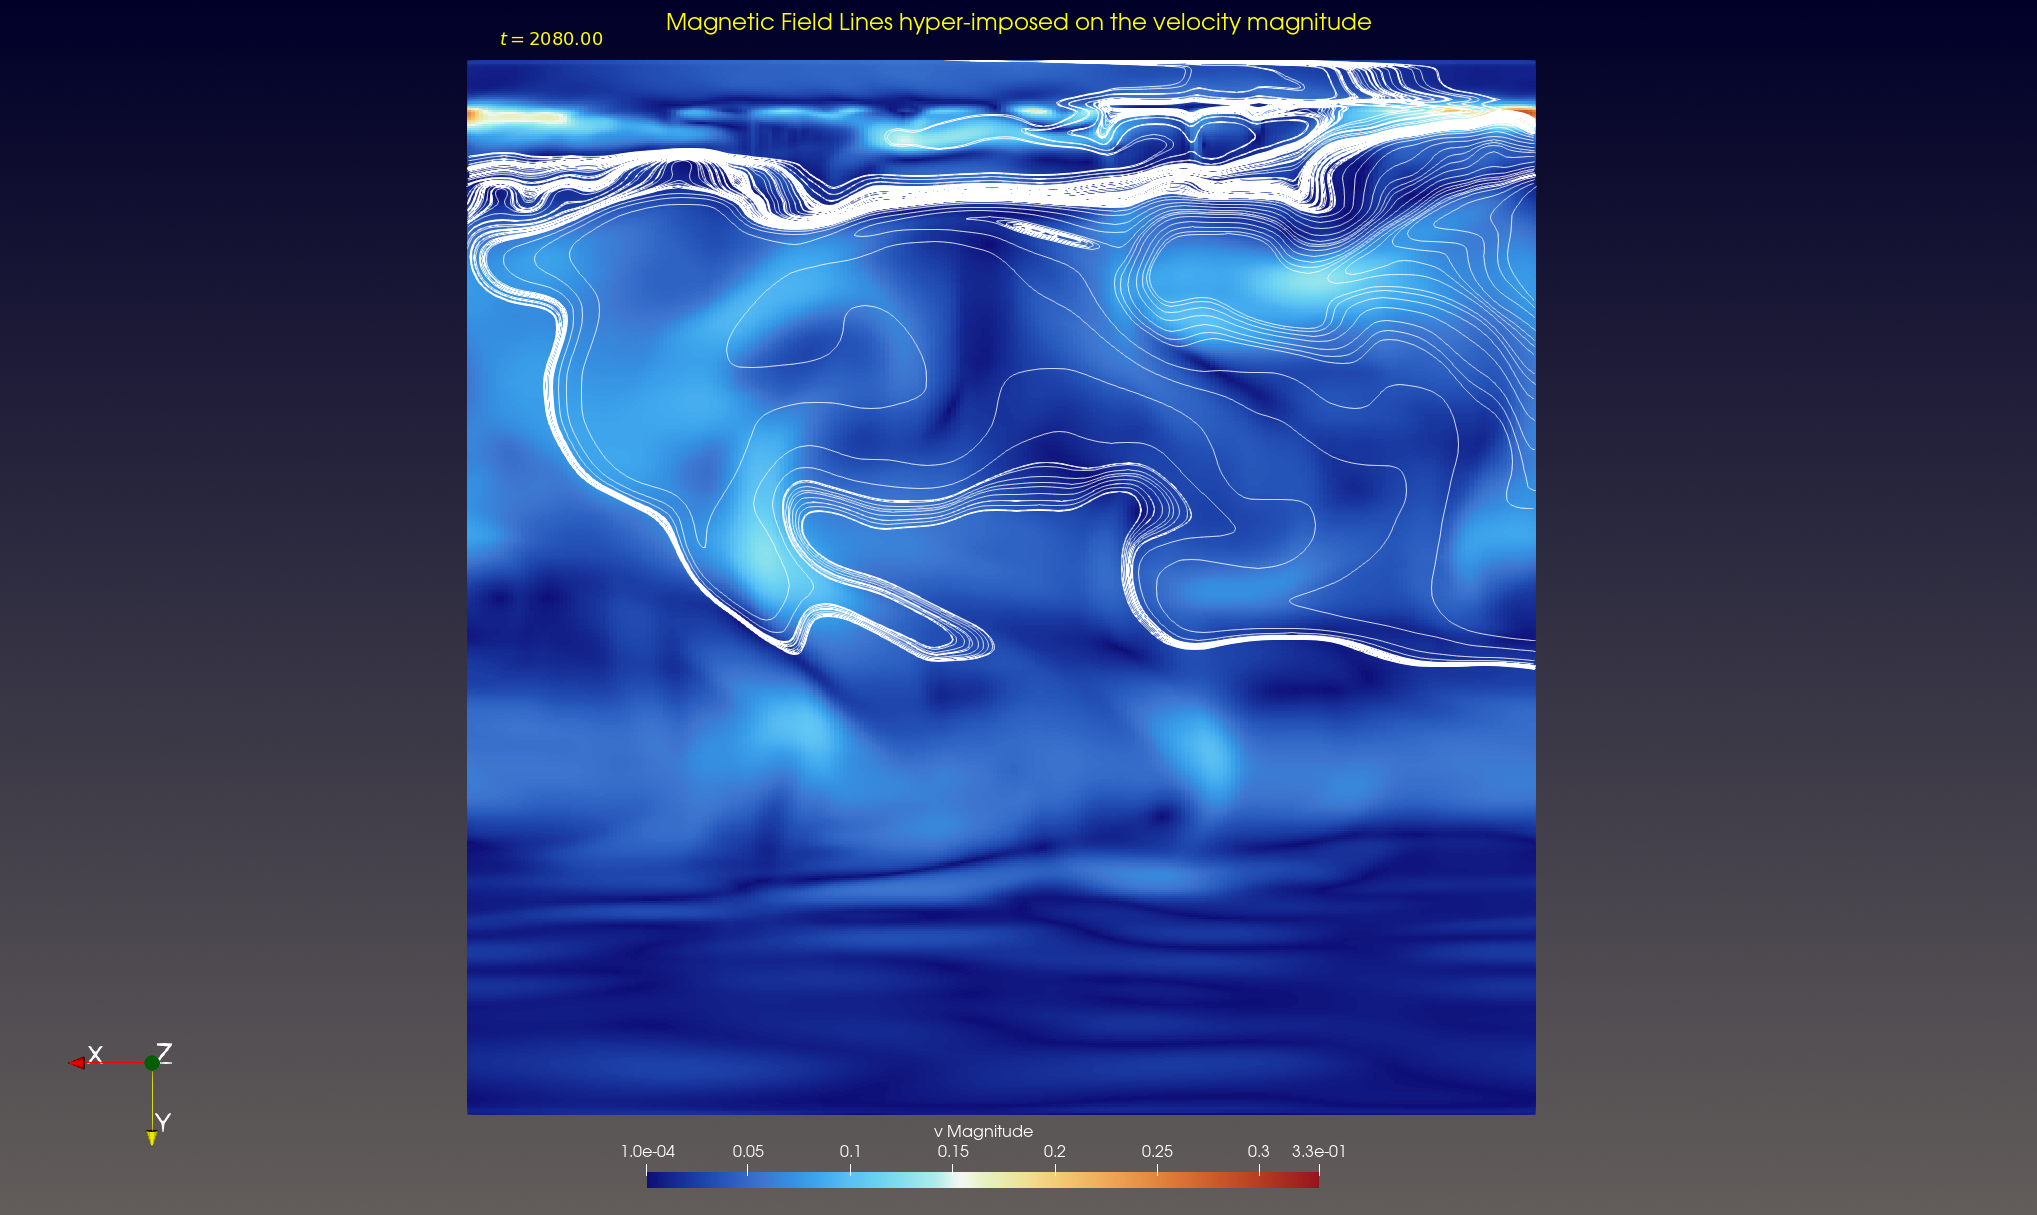 Magnetic Field Lines hyper-imposed on the velocity magnitude
t = 2080.00
X Z
Y
v Magnitude
1.0e-04 0.05 0.1 0.15 0.2 0.25 0.3 3.3e-01